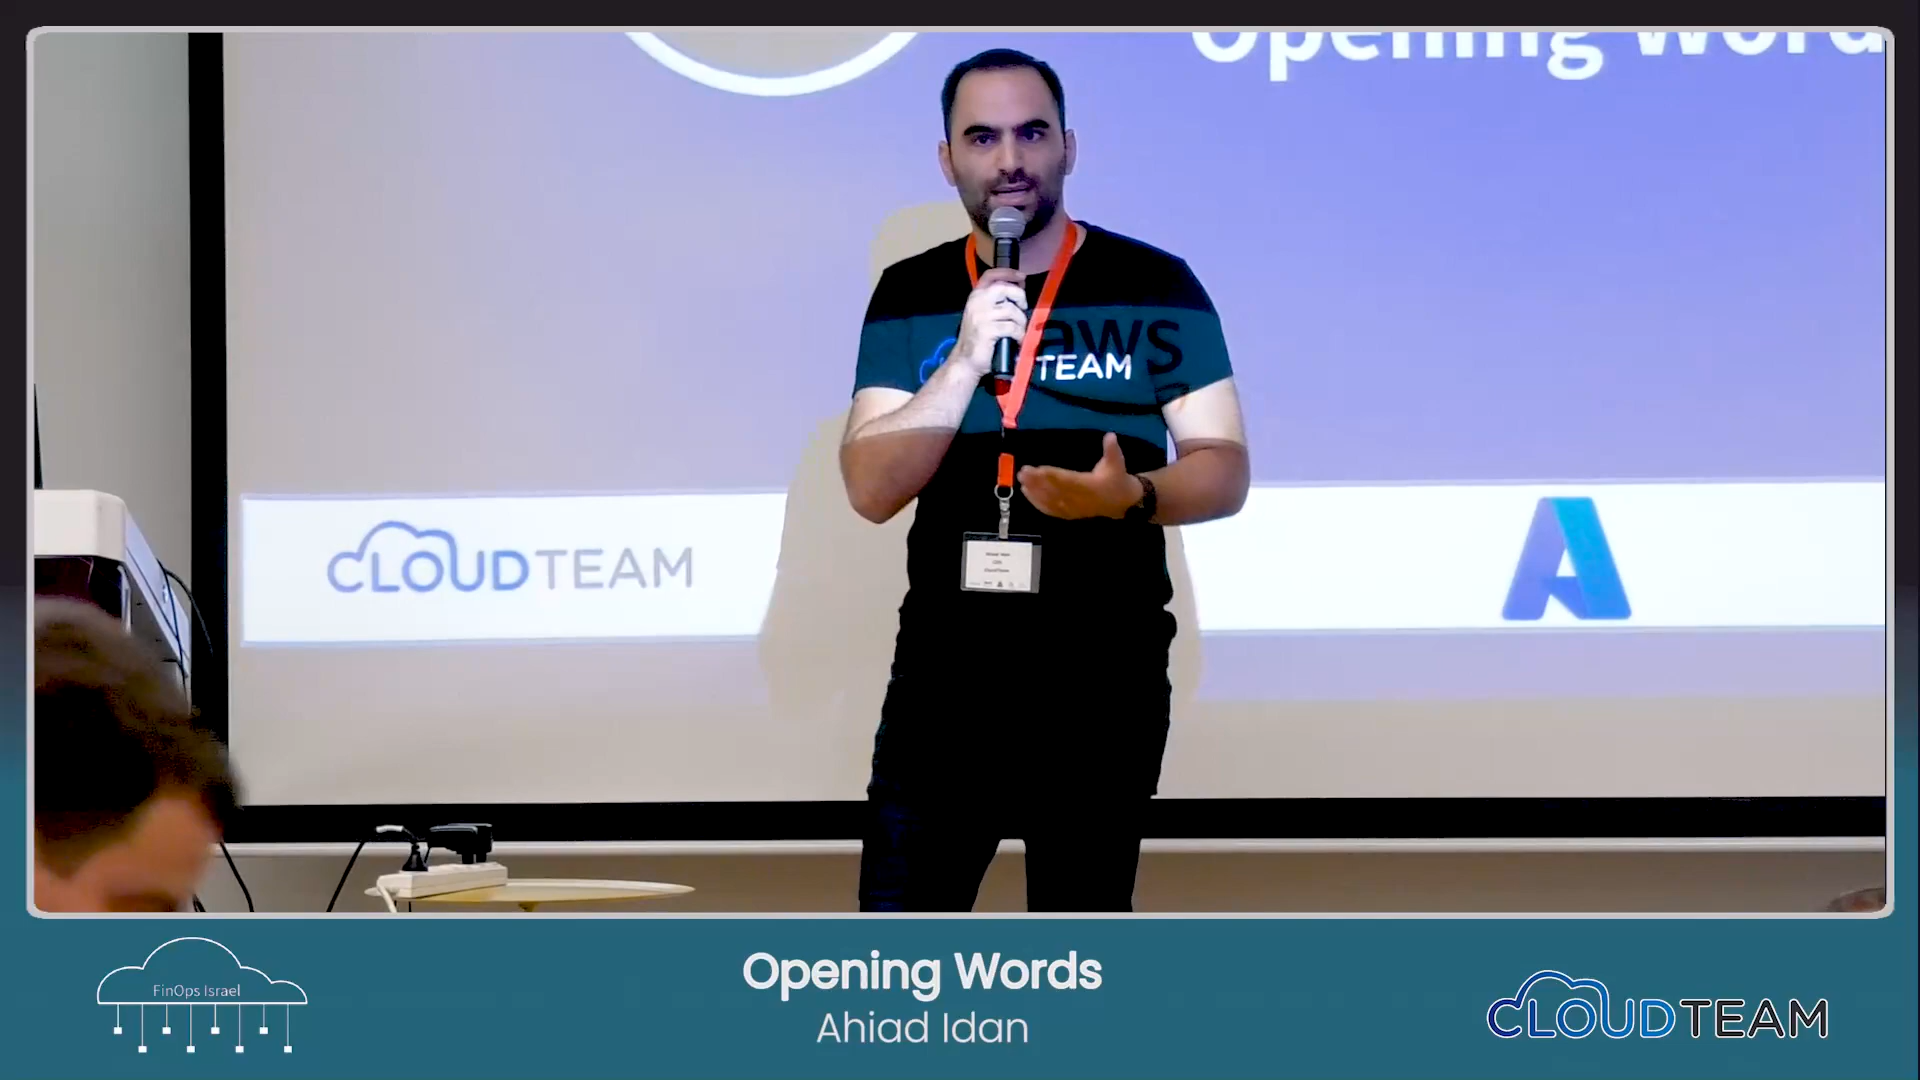 Opening Word
aws
TEAM
CLOUDTEAM
FinOps Israel
Opening Words
Ahiad Idan
CLOUDTEAM